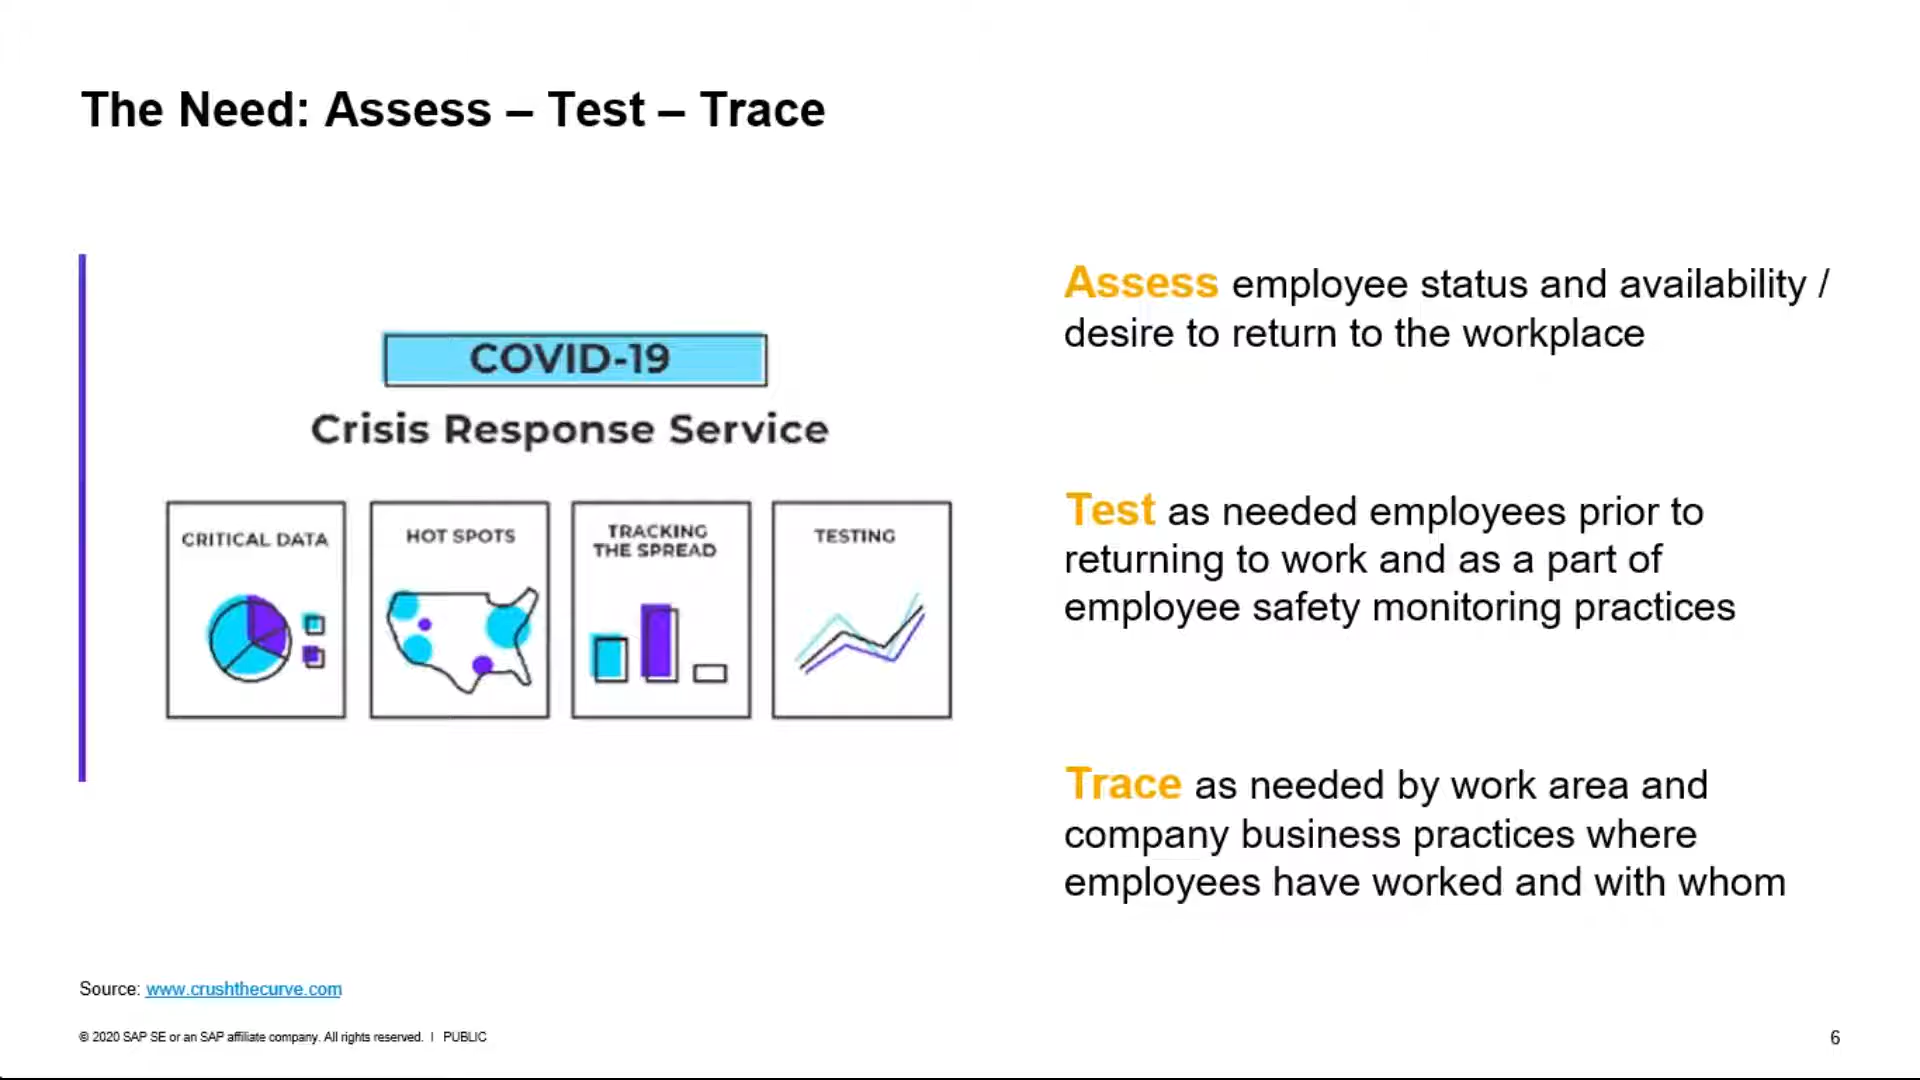 The Need: Assess – Test – Trace
COVID-19
Crisis Response Service
CRITICAL DATA
HOT SPOTS
TRACKING
THE SPREAD
TESTING
Assess employee status and availability /
desire to return to the workplace
Test as needed employees prior to
returning to work and as a part of
employee safety monitoring practices
Trace as needed by work area and
company business practices where
employees have worked and with whom
Source: www.crushthecurve.com
© 2020 SAP SE or an SAP affiliate company. All rights reserved. I PUBLIC
6